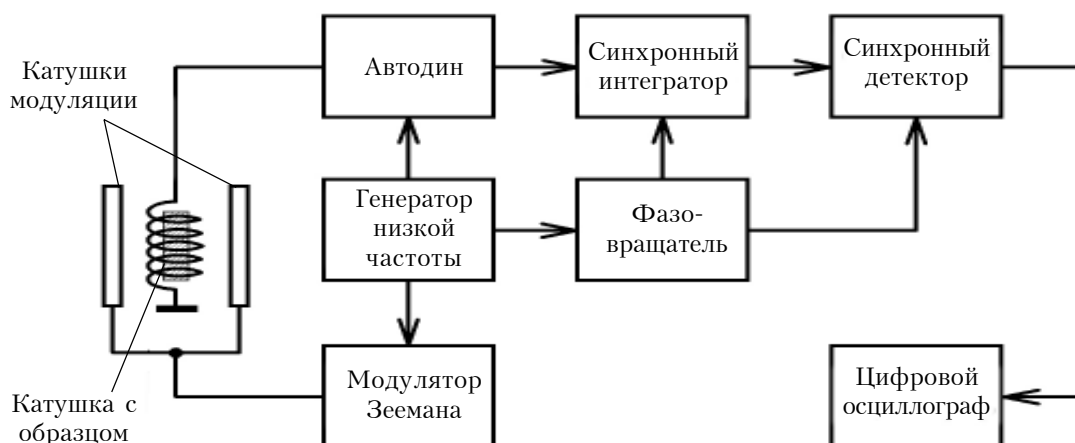 Катушки
модуляции
Автодин
Синхронный
интегратор
Синхронный
детектор
Генератор
низкой
частоты
Фазо-
вращатель
Модулятор
Зеемана
Цифровой
осциллограф
Катушка с
образцом